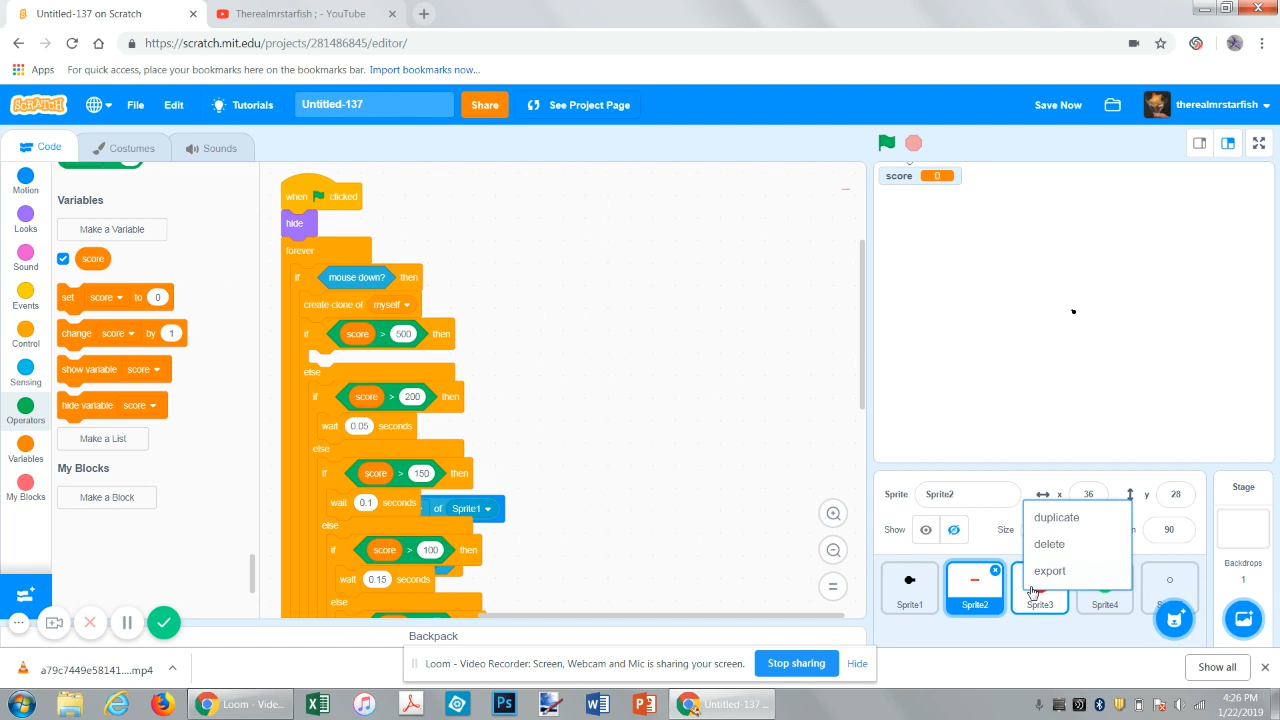 Untitled-137 on Scratch
Therealmrstarfish ; - YouTube
https://scratch.mit.edu/projects/281486845/editor/
Apps
For quick access, place your bookmarks here on the bookmarks bar. Import bookmarks now...
SCRATCH
File
Edit
Tutorials
Untitled-137
Share
See Project Page
Save Now
therealmrstarfish
Code
Costumes
Sounds
Motion
Looks
Sound
Events
Control
Sensing
Operators
Variables
My Blocks
Variables
Make a Variable
score
set score to 0
change score by 1
show variable score
hide variable score
Make a List
My Blocks
Make a Block
when clicked
hide
forever
if mouse down? then
create clone of myself
if score > 500 then
else
if score > 200 then
wait 0.05 seconds
else
if score > 150 then
wait 0.1 seconds
of Sprite1
else
if score > 100 then
wait 0.15 seconds
else
Backpack
score 0
Sprite
Sprite2
x
36
y
28
Show
Size
90
duplicate
delete
export
Sprite1
Sprite2
Sprite3
Sprite4
Stage
Backdrops
1
a79c7449e58141....mp4
Loom - Video Recorder: Screen, Webcam and Mic is sharing your screen.
Stop sharing
Hide
Show all
Loom - Vide...
Untitled-137 ...
4:26 PM
1/22/2019